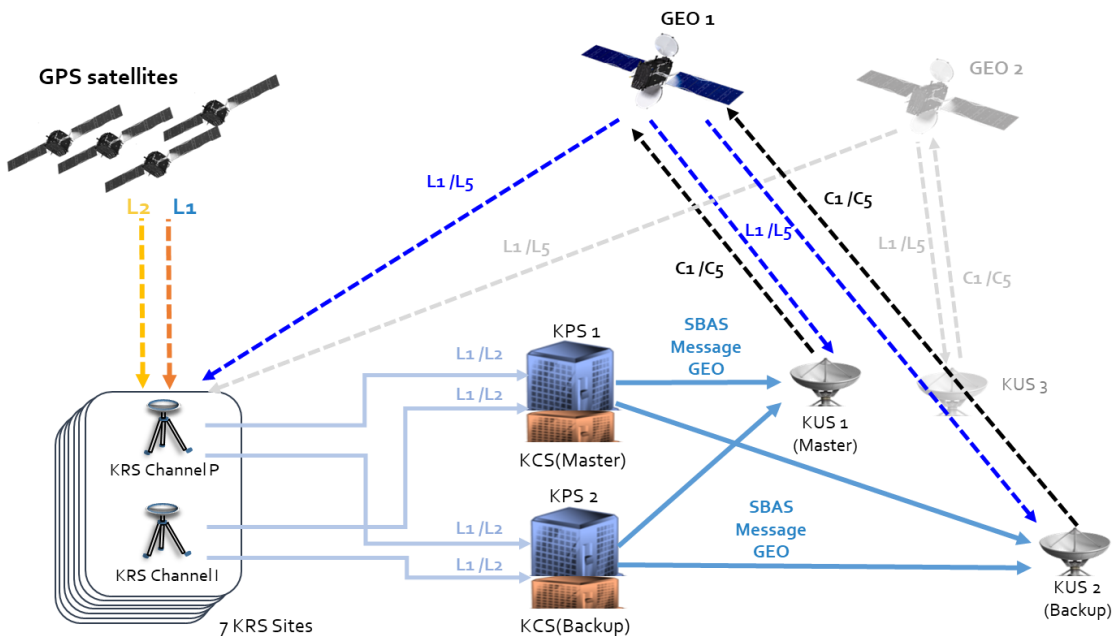 GEO 1
GPS satellites
GEO 2
L2
L1
L1/L5
C1/C5
L1/L5
L1/L5
L1/L5
C1/C5
C1/C5
KPS 1
SBAS
Message
GEO
L1/L2
L1/L2
KUS 3
KUS 1
(Master)
KCS(Master)
KRS Channel P
KPS 2
SBAS
Message
GEO
L1/L2
L1/L2
KRS Channel I
KUS 2
(Backup)
KCS(Backup)
7 KRS Sites